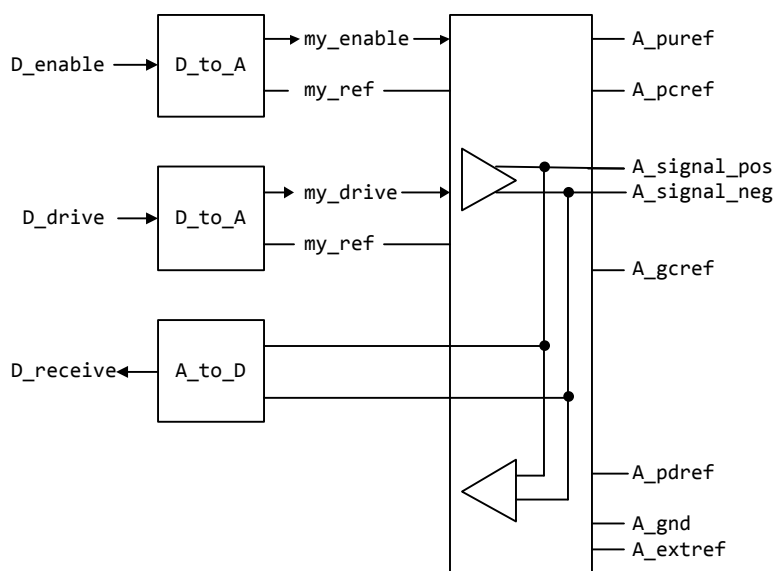 my_enable
A_puref
D_enable
D_to_A
my_ref
A_pcref
A_signal_pos
my_drive
A_signal_neg
D_drive
D_to_A
my_ref
A_gcref
D_receive
A_to_D
A_pdref
A_gnd
A_extref